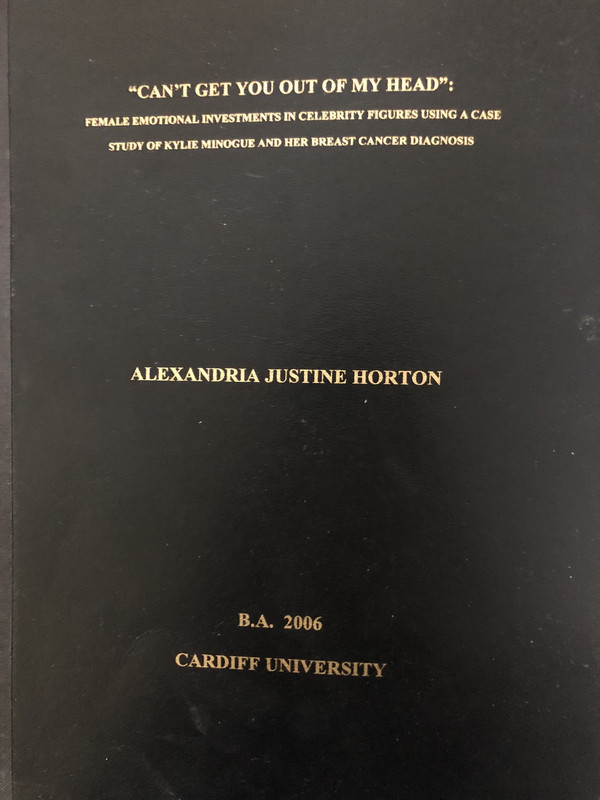 “CAN’T GET YOU OUT OF MY HEAD”:
FEMALE EMOTIONAL INVESTMENTS IN CELEBRITY FIGURES USING A CASE
STUDY OF KYLIE MINOGUE AND HER BREAST CANCER DIAGNOSIS
ALEXANDRIA JUSTINE HORTON
B.A. 2006
CARDIFF UNIVERSITY